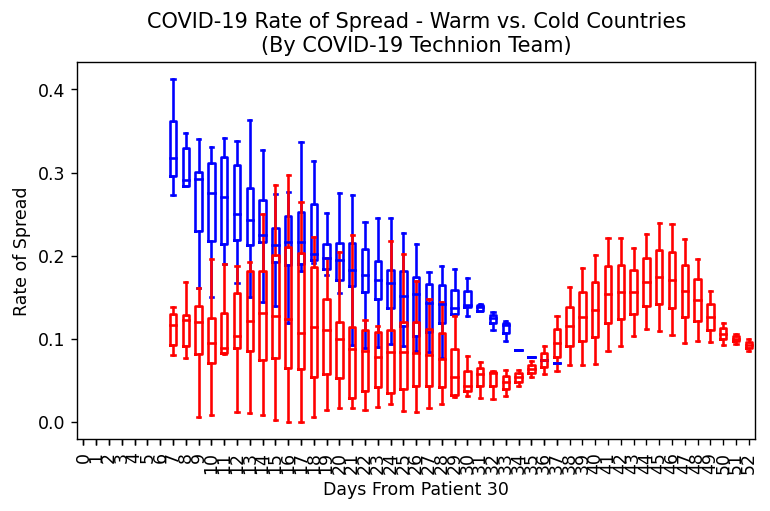 COVID-19 Rate of Spread - Warm vs. Cold Countries
(By COVID-19 Technion Team)
0.4
0.3
0.2
0.1
0.0
Rate of Spread
0 1 2 3 4 5 6 7 8 9 10 11 12 13 14 15 16 17 18 19 20 21 22 23 24 25 26 27 28 29 30 31 32 33 34 35 36 37 38 39 40 41 42 43 44 45 46 47 48 49 50 51 52
Days From Patient 30